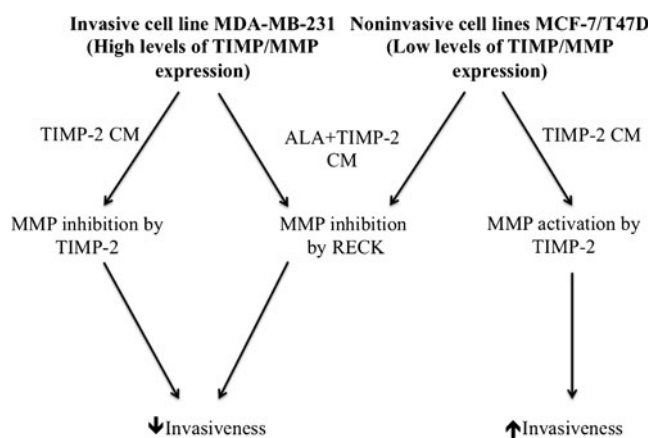 Invasive cell line MDA-MB-231
(High levels of TIMP/MMP
expression)
Noninvasive cell lines MCF-7/T47D
(Low levels of TIMP/MMP
expression)
TIMP-2 CM
ALA+TIMP-2
CM
TIMP-2 CM
MMP inhibition by
TIMP-2
MMP inhibition
by RECK
MMP activation by
TIMP-2
🡇Invasiveness
🡅Invasiveness